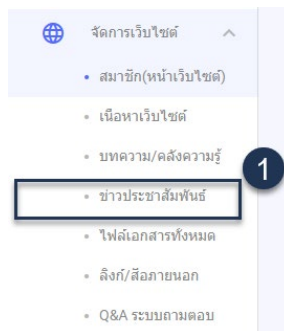 จัดการเว็บไซต์
สมาชิก(หน้าเว็บไซต์)
เนื้อหาเว็บไซต์
บทความ/คลังความรู้
1
ข่าวประชาสัมพันธ์
ไฟล์เอกสารทั้งหมด
ลิงก์/สื่อภายนอก
Q&A ระบบถามตอบ